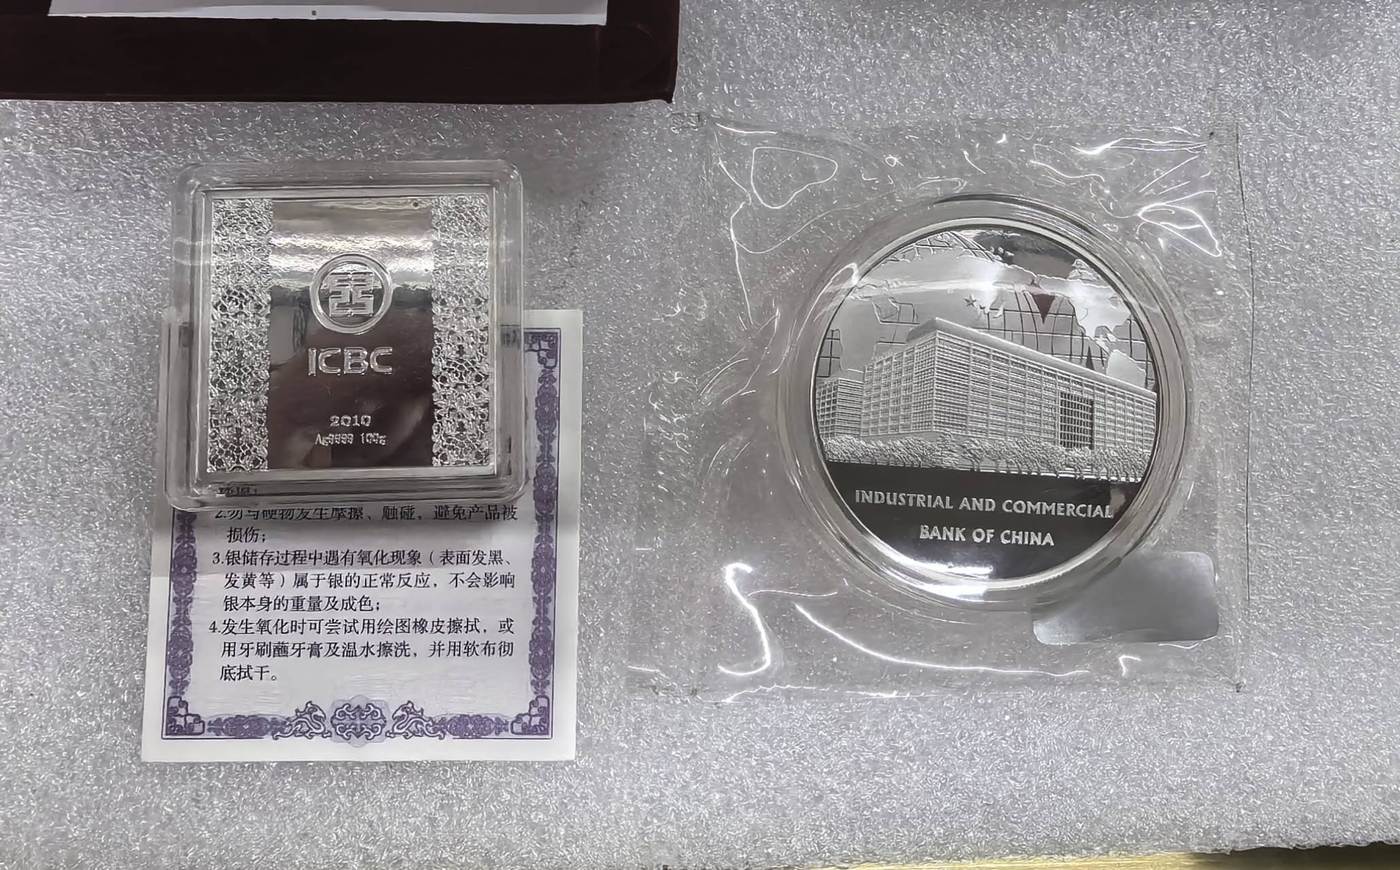 ICBC
2010
Ag9999 100g
2.勿与硬物发生摩擦、触碰，避免产品被
损伤；
3.银储存过程中遇有氧化现象（表面发黑、
发黄等）属于银的正常反应，不会影响
银本身的重量及成色；
4.发生氧化时可尝试用绘图橡皮擦拭，或
用牙刷蘸牙膏及温水擦洗，并用软布彻
底拭干。
INDUSTRIAL AND COMMERCIAL
BANK OF CHINA